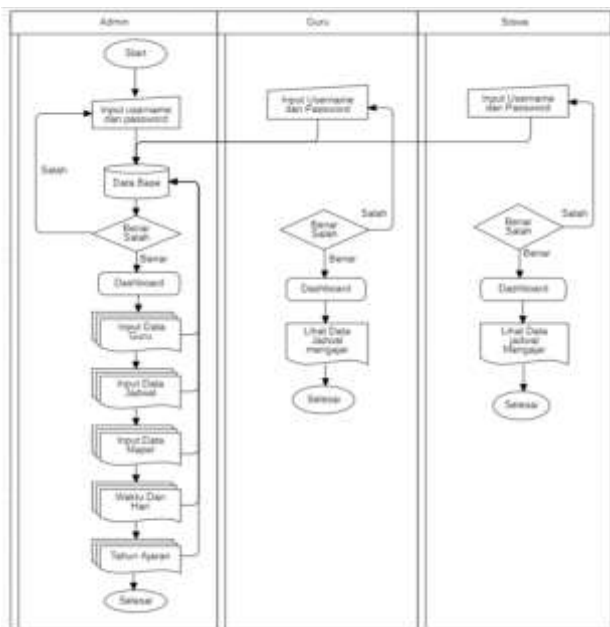 Admin
Guru
Siswa
Start
Input username
dan password
Salah
Data Base
Benar
Salah
Benar
Dashboard
Input Data
Guru
Input Data
Jadwal
Input Data
Mapel
Waktu Dan
Hari
Tahun Ajaran
Selesai
Input Username
dan Password
Benar
Salah
Salah
Benar
Dashboard
Lihat Data
Jadwal
mengajar
Selesai
Input Username
dan Password
Benar
Salah
Salah
Benar
Dashboard
Lihat Data
jadwal
Mengajar
Selesai